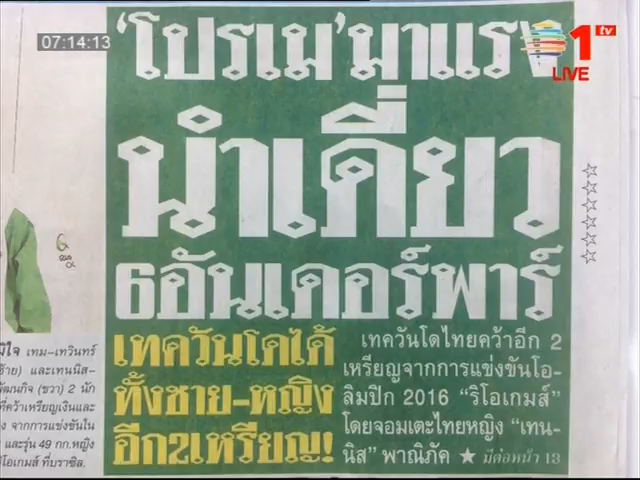 07:14:13
1 tv
LIVE
'โปรเม'มาแรง
นำเดี่ยว
6อันเดอร์พาร์
เทควันโดได้
ทั้งชาย-หญิง
อีก2เหรียญ!
เทควันโดไทยคว้าอีก 2
เหรียญจากการแข่งขันโอ-
ลิมปิก 2016 “ริโอเกมส์”
โดยจอมเตะไทยหญิง “เทน-
นิส” พาณิภัค ★ มีต่อหน้า 13
มิใจ เทม-เทวินทร์
ซ้าย) และเทนนิส-
พัฒนกิจ (ขวา) 2 นัก
ที่คว้าเหรียญเงินและ
ง จากการแข่งขันใน
และรุ่น 49 กก.หญิง
ริโอเกมส์ ที่บราซิล.